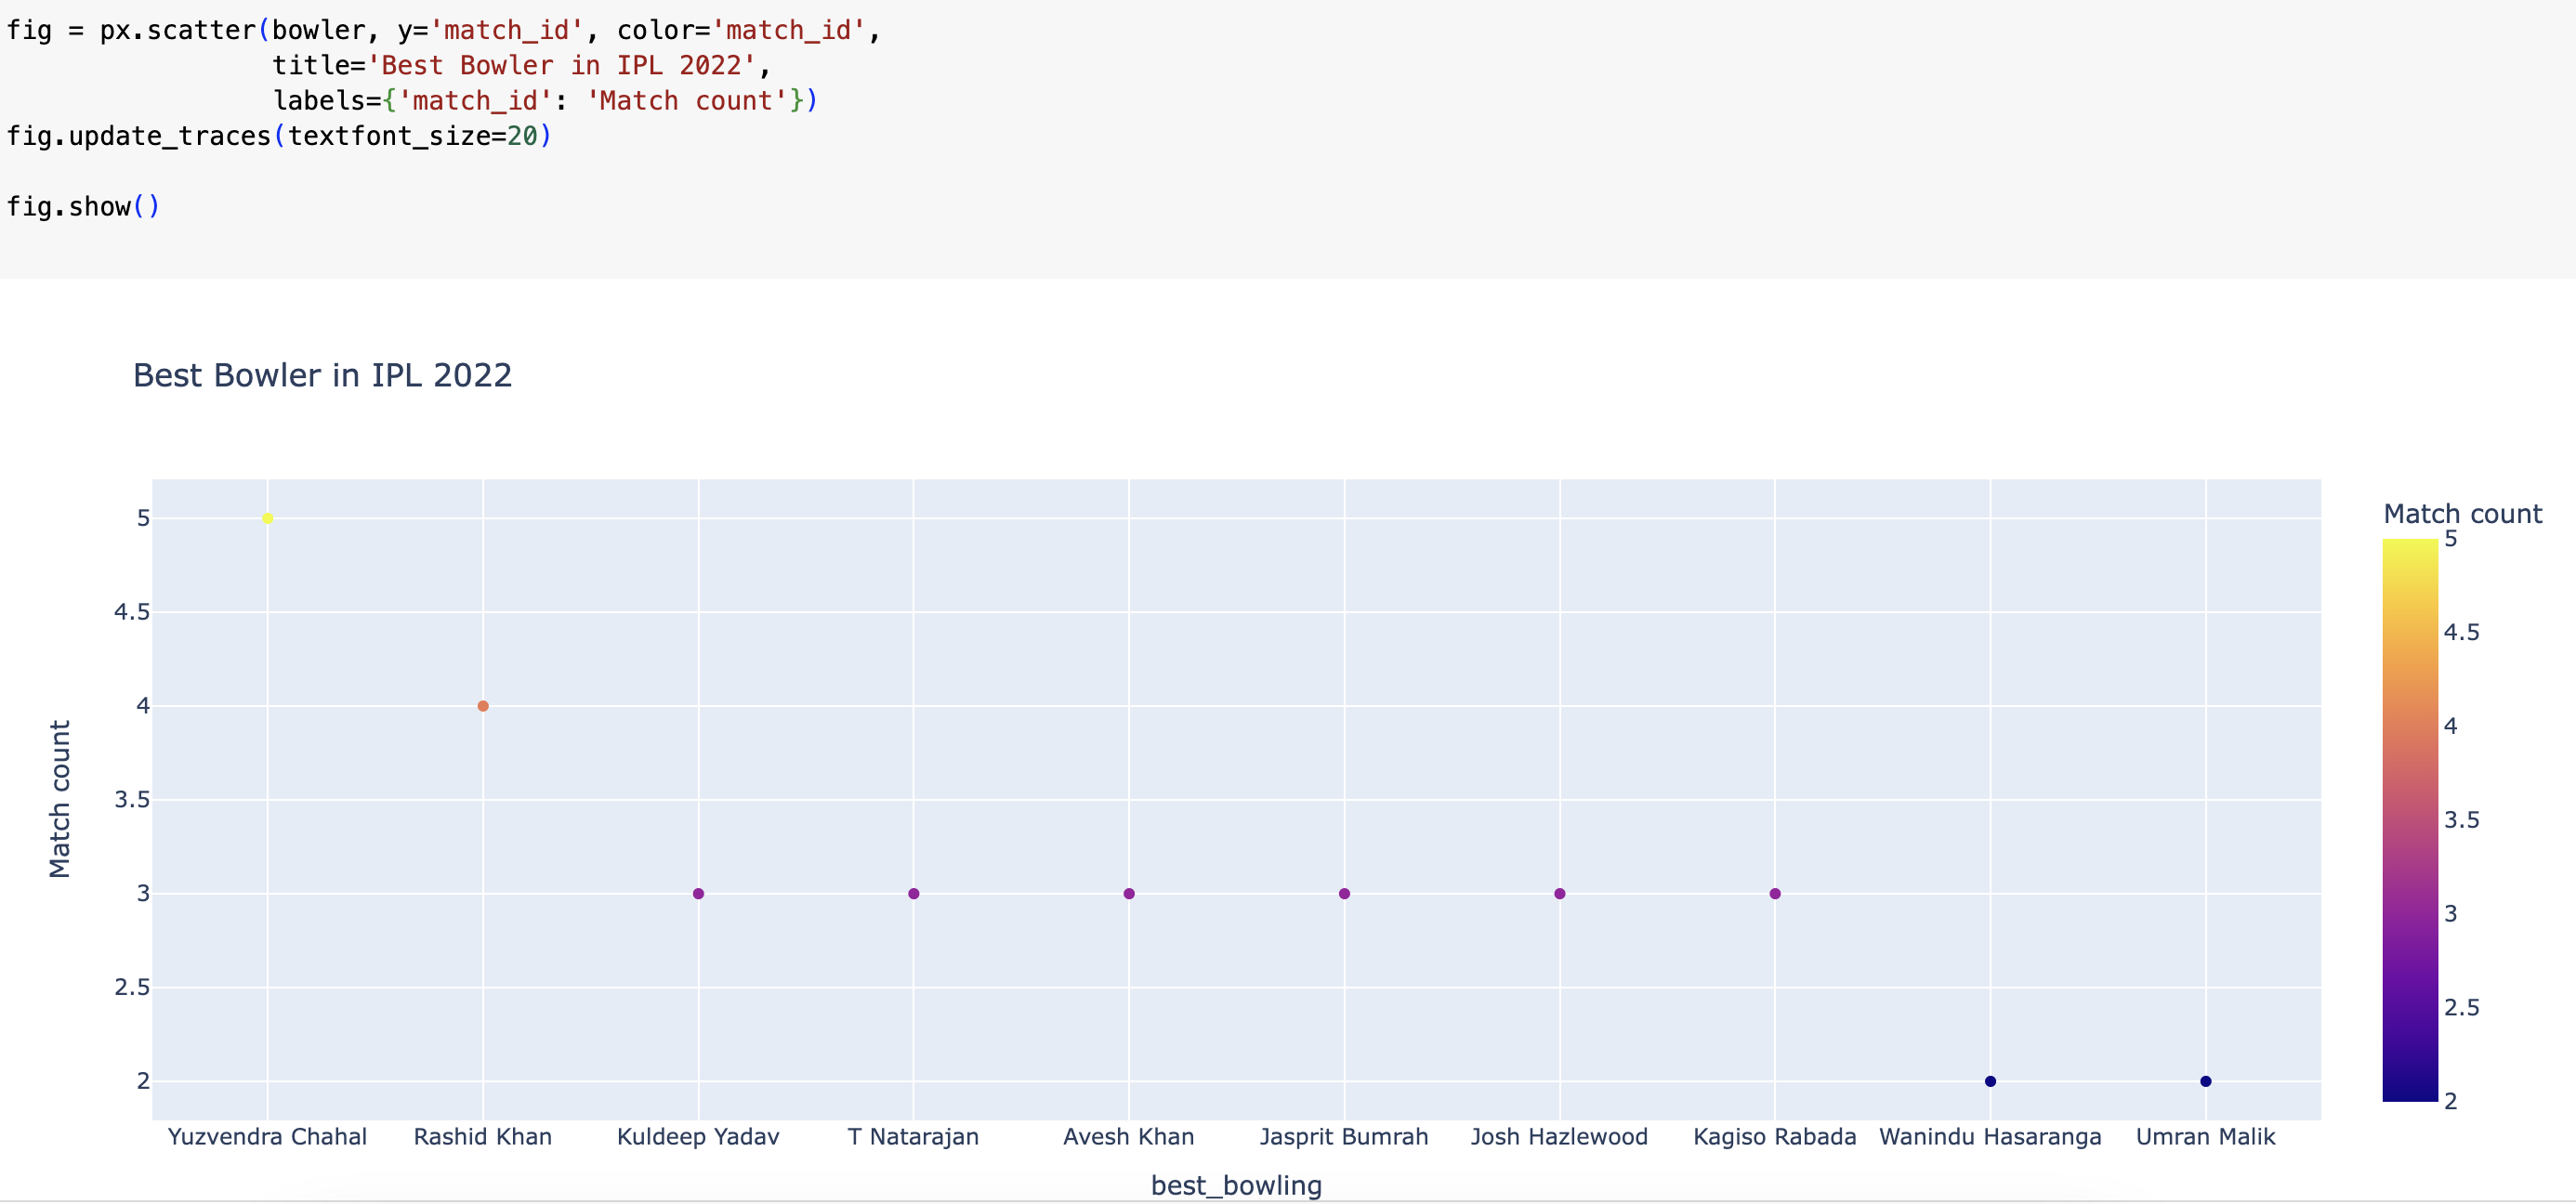 fig = px.scatter(bowler, y='match_id', color='match_id',
title='Best Bowler in IPL 2022',
labels={'match_id': 'Match count'})
fig.update_traces(textfont_size=20)
fig.show()
Best Bowler in IPL 2022
Match count
5
4.5
4
3.5
3
2.5
2
Yuzvendra Chahal Rashid Khan Kuldeep Yadav T Natarajan Avesh Khan Jasprit Bumrah Josh Hazlewood Kagiso Rabada Wanindu Hasaranga Umran Malik
best_bowling
Match count
5
4.5
4
3.5
3
2.5
2